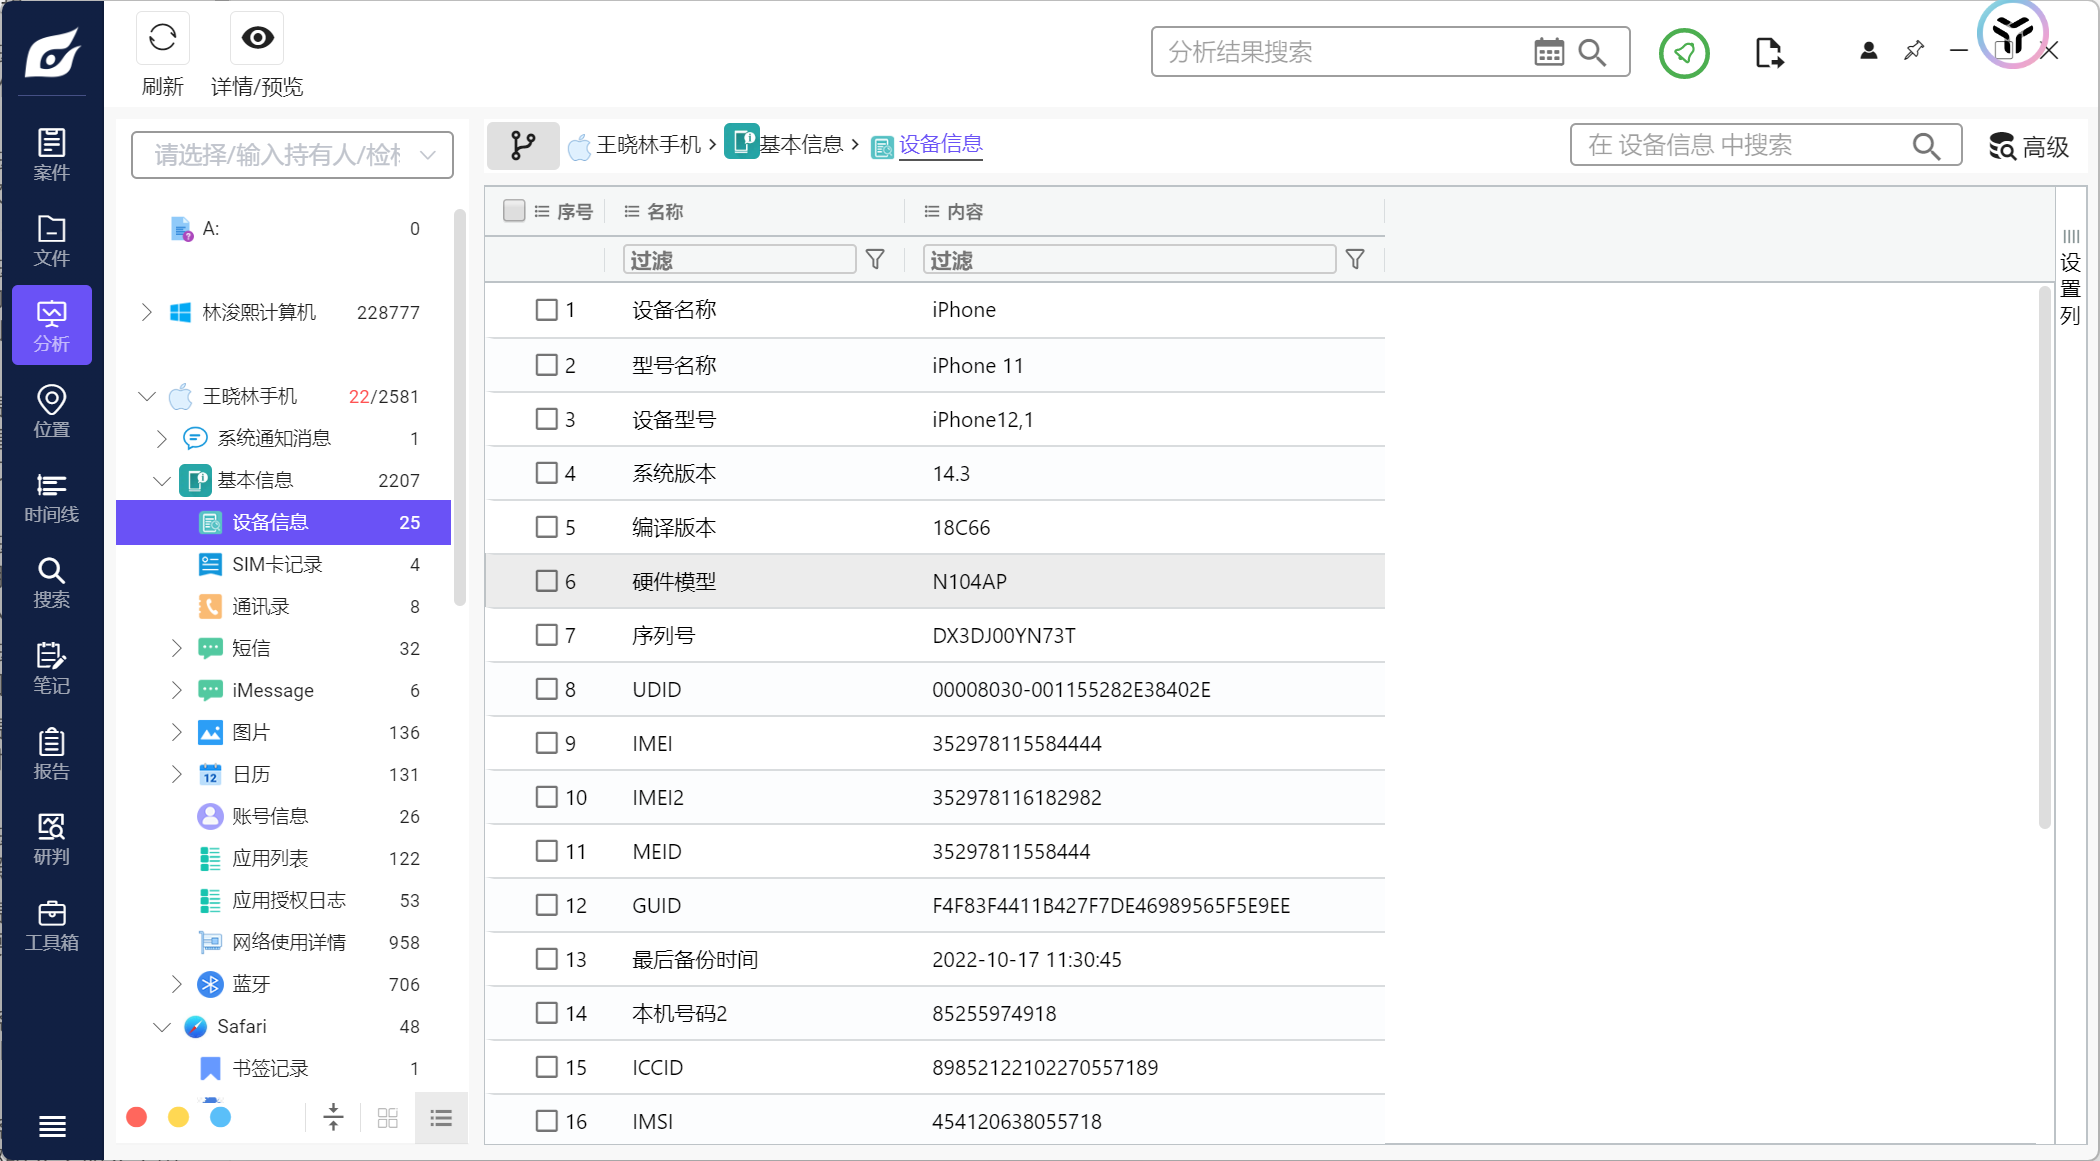 刷新
详情/预览
分析结果搜索
案件
文件
分析
位置
时间线
搜索
笔记
报告
研判
工具箱
请选择/输入持有人/检材
A: 0
林浚熙计算机 228777
王晓林手机 22/2581
系统通知消息 1
基本信息 2207
设备信息 25
SIM卡记录 4
通讯录 8
短信 32
iMessage 6
图片 136
12 日历 131
账号信息 26
应用列表 122
应用授权日志 53
网络使用详情 958
蓝牙 706
Safari 48
书签记录 1
王晓林手机 › 基本信息 › 设备信息
在 设备信息 中搜索
高级
序号 名称 内容
过滤 过滤
1 设备名称 iPhone
2 型号名称 iPhone 11
3 设备型号 iPhone12,1
4 系统版本 14.3
5 编译版本 18C66
6 硬件模型 N104AP
7 序列号 DX3DJ00YN73T
8 UDID 00008030-001155282E38402E
9 IMEI 352978115584444
10 IMEI2 352978116182982
11 MEID 35297811558444
12 GUID F4F83F4411B427F7DE46989565F5E9EE
13 最后备份时间 2022-10-17 11:30:45
14 本机号码2 85255974918
15 ICCID 89852122102270557189
16 IMSI 454120638055718
设置列